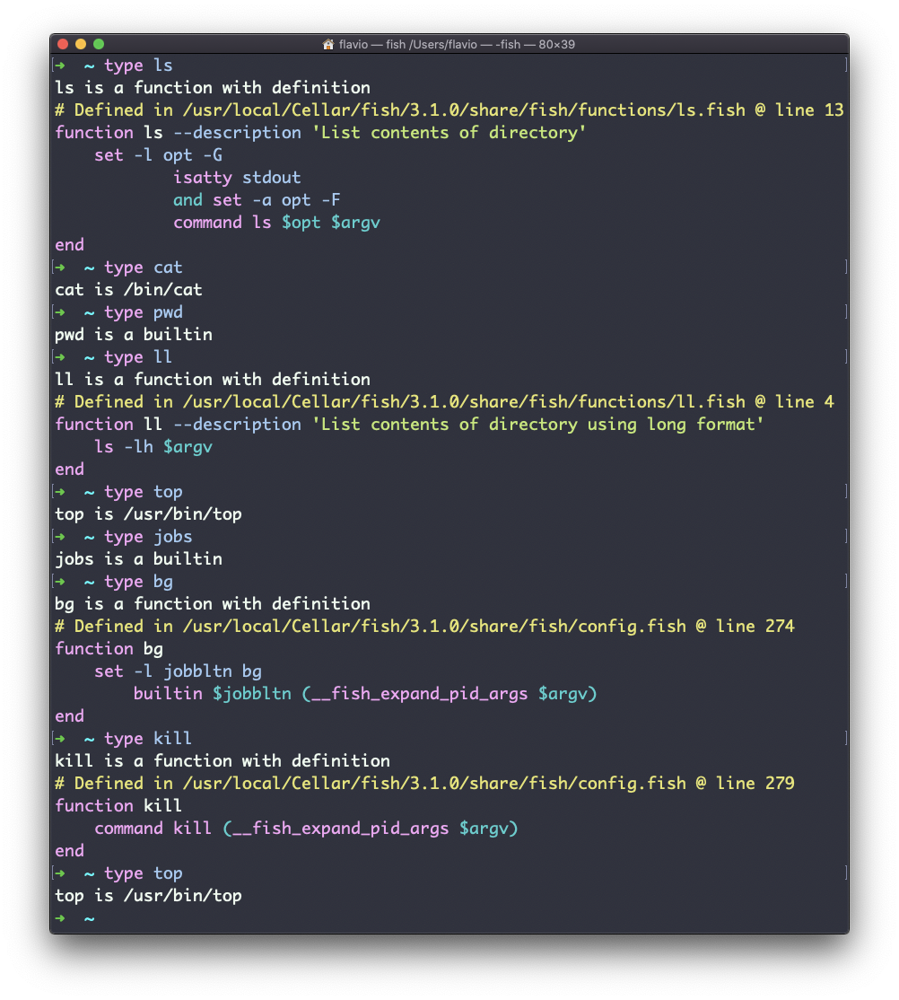 flavio — fish /Users/flavio — -fish — 80×39
➜  ~ type ls
ls is a function with definition
# Defined in /usr/local/Cellar/fish/3.1.0/share/fish/functions/ls.fish @ line 13
function ls --description 'List contents of directory'
    set -l opt -G
            isatty stdout
            and set -a opt -F
            command ls $opt $argv
end
➜  ~ type cat
cat is /bin/cat
➜  ~ type pwd
pwd is a builtin
➜  ~ type ll
ll is a function with definition
# Defined in /usr/local/Cellar/fish/3.1.0/share/fish/functions/ll.fish @ line 4
function ll --description 'List contents of directory using long format'
    ls -lh $argv
end
➜  ~ type top
top is /usr/bin/top
➜  ~ type jobs
jobs is a builtin
➜  ~ type bg
bg is a function with definition
# Defined in /usr/local/Cellar/fish/3.1.0/share/fish/config.fish @ line 274
function bg
    set -l jobbltn bg
        builtin $jobbltn (__fish_expand_pid_args $argv)
end
➜  ~ type kill
kill is a function with definition
# Defined in /usr/local/Cellar/fish/3.1.0/share/fish/config.fish @ line 279
function kill
    command kill (__fish_expand_pid_args $argv)
end
➜  ~ type top
top is /usr/bin/top
➜  ~